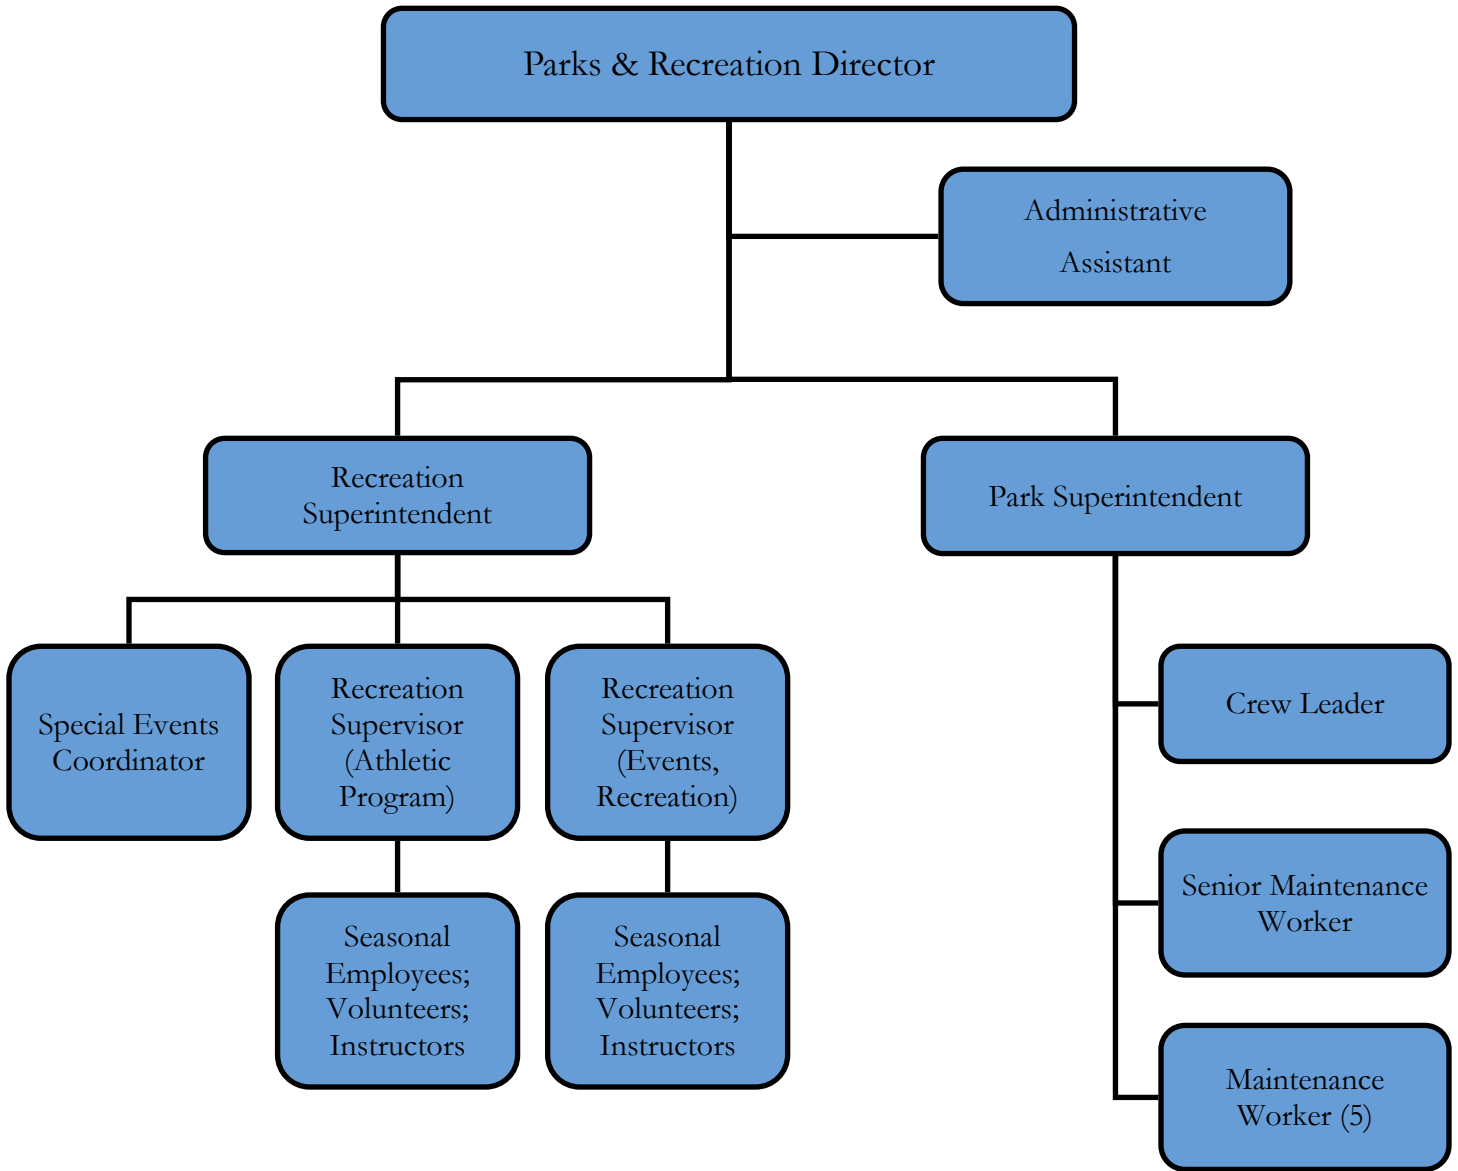 Parks & Recreation Director
Administrative
Assistant
Recreation
Superintendent
Park Superintendent
Special Events
Coordinator
Recreation
Supervisor
(Athletic
Program)
Recreation
Supervisor
(Events,
Recreation)
Crew Leader
Senior Maintenance
Worker
Seasonal
Employees;
Volunteers;
Instructors
Seasonal
Employees;
Volunteers;
Instructors
Maintenance
Worker (5)